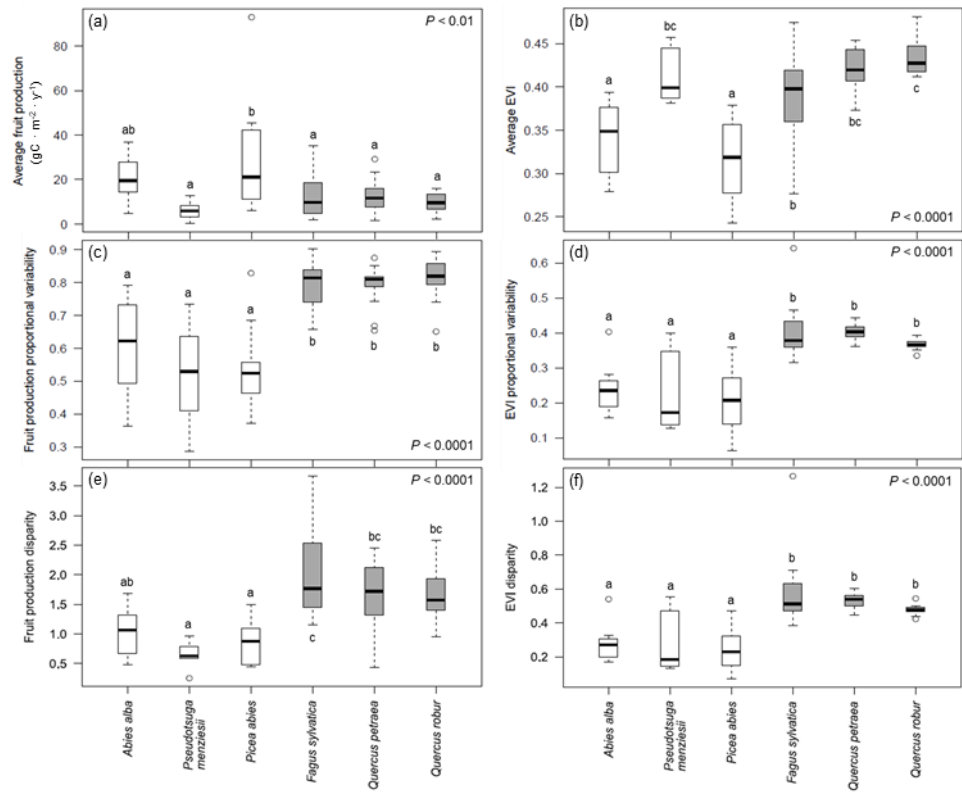 (a)
P < 0.01
Average fruit production
(gC · m⁻² · y⁻¹)
80
60
40
20
0
ab
a
b
a
a
a
(b)
Average EVI
0.45
0.40
0.35
0.30
0.25
a
bc
a
b
bc
c
P < 0.0001
(c)
Fruit production proportional variability
0.9
0.8
0.7
0.6
0.5
0.4
0.3
a
a
a
b
b
b
P < 0.0001
(d)
P < 0.0001
EVI proportional variability
0.6
0.5
0.4
0.3
0.2
0.1
a
a
a
b
b
b
(e)
P < 0.0001
Fruit production disparity
3.5
3.0
2.5
2.0
1.5
1.0
0.5
ab
a
a
c
bc
bc
Abies alba
Pseudotsuga
menziesii
Picea abies
Fagus sylvatica
Quercus petraea
Quercus robur
(f)
P < 0.0001
EVI disparity
1.2
1.0
0.8
0.6
0.4
0.2
a
a
a
b
b
b
Abies alba
Pseudotsuga
menziesii
Picea abies
Fagus sylvatica
Quercus petraea
Quercus robur